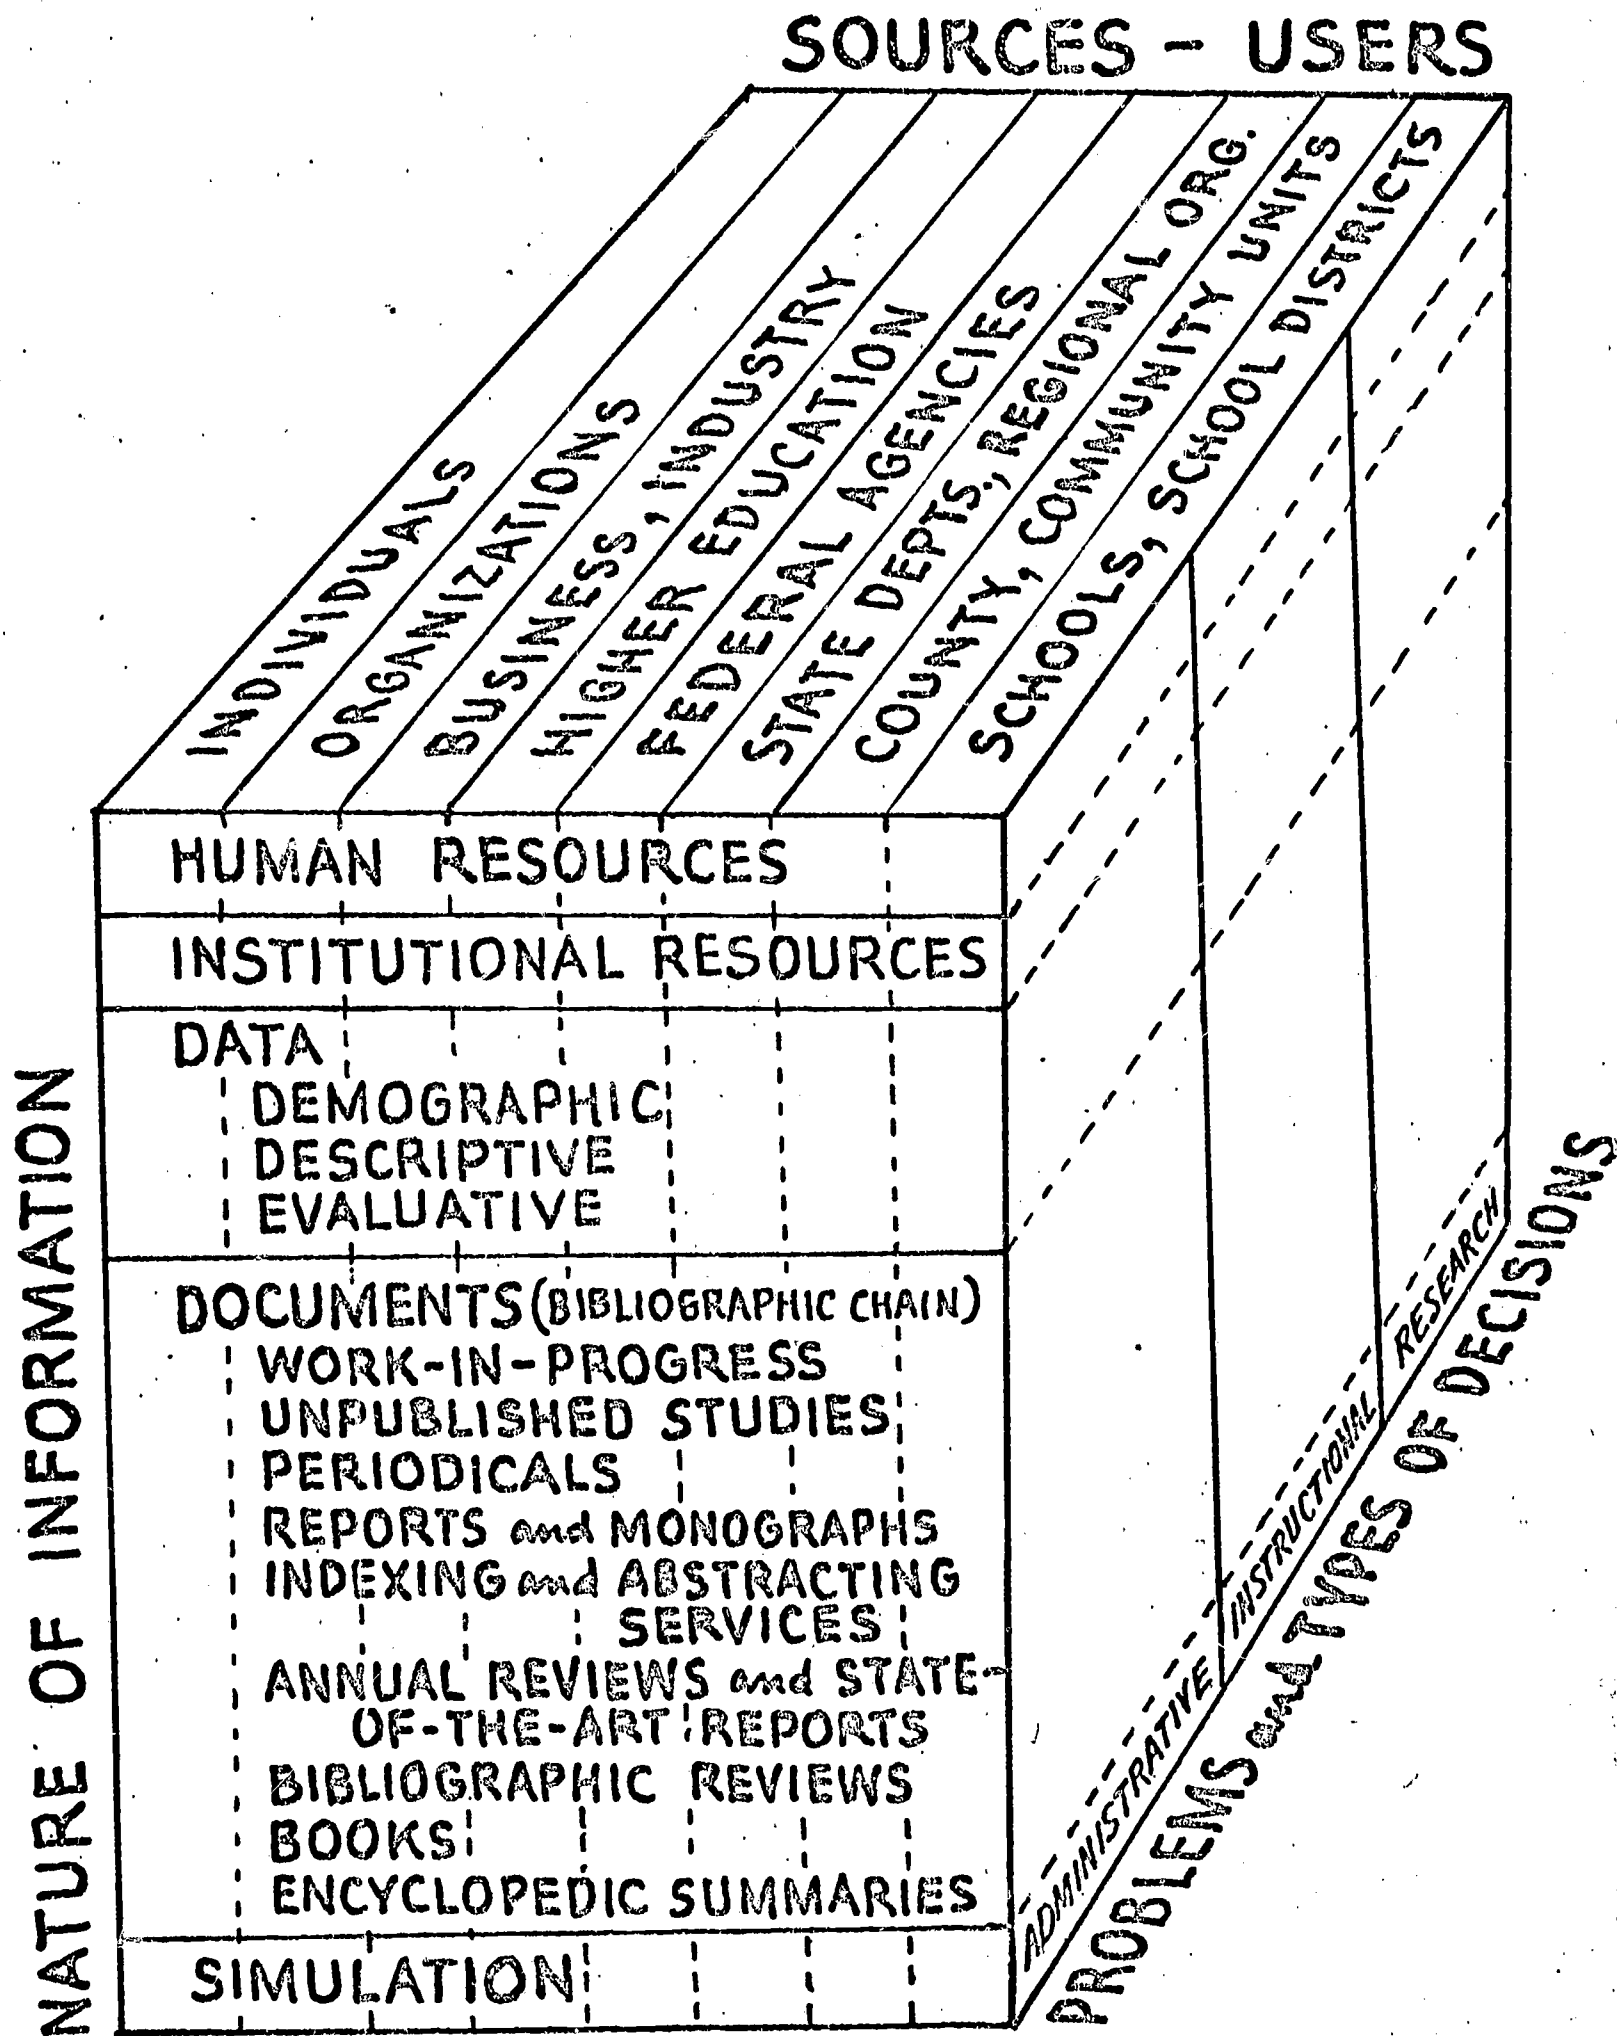 SOURCES - USERS
INDIVIDUALS
ORGANIZATIONS
BUSINESS, INDUSTRY
HIGHER EDUCATION
FEDERAL AGENCIES
STATE DEPTS, REGIONAL ORG.
COUNTY, COMMUNITY UNITS
SCHOOLS, SCHOOL DISTRICTS
NATURE OF INFORMATION
HUMAN RESOURCES
INSTITUTIONAL RESOURCES
DATA
DEMOGRAPHIC
DESCRIPTIVE
EVALUATIVE
DOCUMENTS (BIBLIOGRAPHIC CHAIN)
WORK-IN-PROGRESS
UNPUBLISHED STUDIES
PERIODICALS
REPORTS and MONOGRAPHS
INDEXING and ABSTRACTING
SERVICES
ANNUAL REVIEWS and STATE-
OF-THE-ART REPORTS
BIBLIOGRAPHIC REVIEWS
BOOKS
ENCYCLOPEDIC SUMMARIES
SIMULATION
ADMINISTRATIVE
INSTRUCTIONAL
RESEARCH
PROBLEMS and TYPES OF DECISIONS